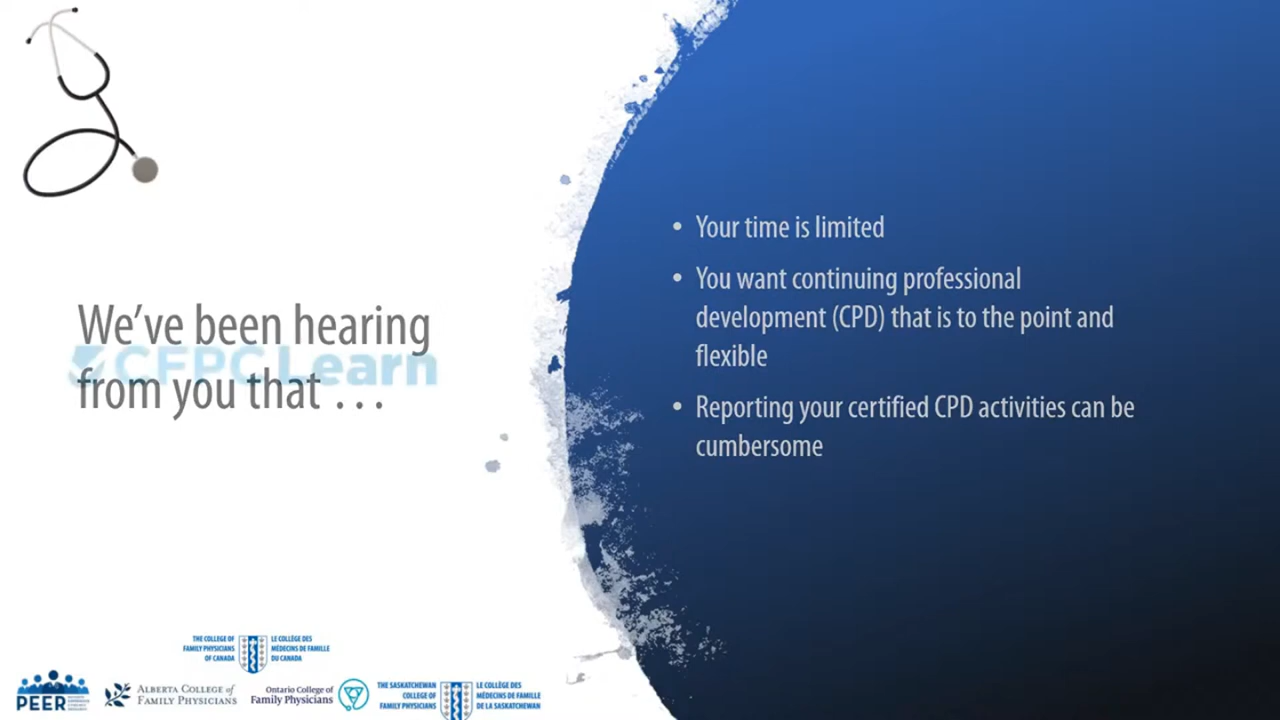 We've been hearing
from you that . . .
CFPCLearn
• Your time is limited
• You want continuing professional
development (CPD) that is to the point and
flexible
• Reporting your certified CPD activities can be
cumbersome
THE COLLEGE OF
FAMILY PHYSICIANS
OF CANADA
LE COLLÈGE DES
MÉDECINS DE FAMILLE
DU CANADA
PEER
ALBERTA COLLEGE of
FAMILY PHYSICIANS
Ontario College of
Family Physicians
THE SASKATCHEWAN
COLLEGE OF
FAMILY PHYSICIANS
LE COLLÈGE DES
MÉDECINS DE FAMILLE
DE LA SASKATCHEWAN